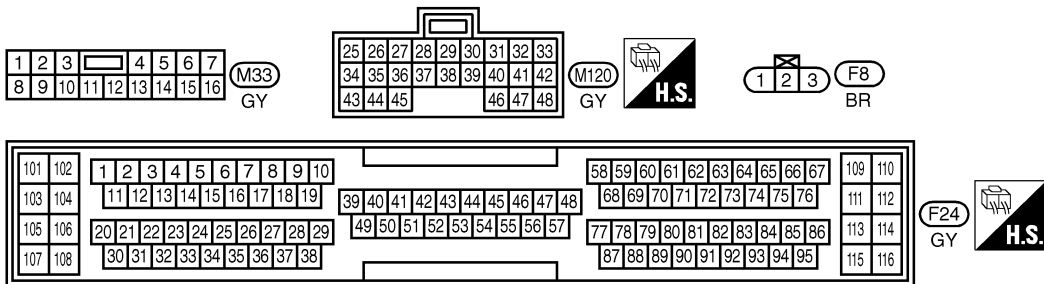 1 2 3 4 5 6 7
8 9 10 11 12 13 14 15 16
M33
GY
25 26 27 28 29 30 31 32 33
34 35 36 37 38 39 40 41 42
43 44 45 46 47 48
M120
GY
H.S.
1 2 3
F8
BR
101 102
103 104
105 106
107 108
1 2 3 4 5 6 7 8 9 10
11 12 13 14 15 16 17 18 19
20 21 22 23 24 25 26 27 28 29
30 31 32 33 34 35 36 37 38
39 40 41 42 43 44 45 46 47 48
49 50 51 52 53 54 55 56 57
58 59 60 61 62 63 64 65 66 67
68 69 70 71 72 73 74 75 76
77 78 79 80 81 82 83 84 85 86
87 88 89 90 91 92 93 94 95
109 110
111 112
113 114
115 116
F24
GY
H.S.